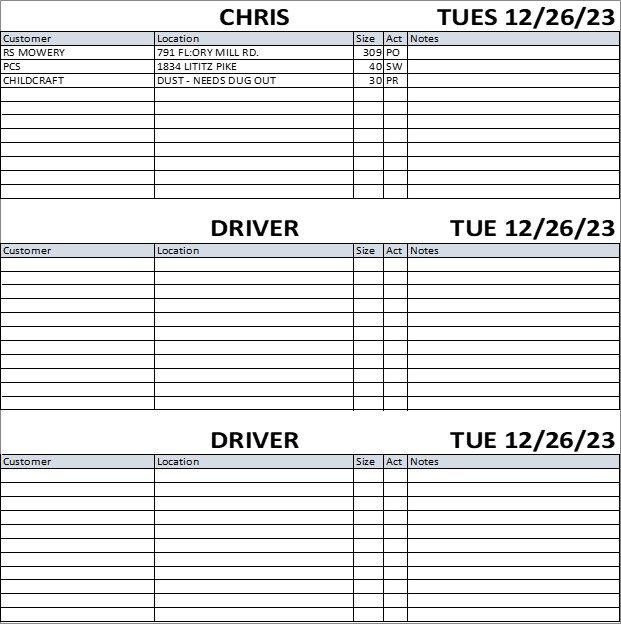 CHRIS TUES 12/26/23
Customer Location Size Act Notes
RS MOWERY 791 FL:ORY MILL RD. 309 PO
PCS 1834 LITITZ PIKE 40 SW
CHILDCRAFT DUST - NEEDS DUG OUT 30 PR
DRIVER TUE 12/26/23
Customer Location Size Act Notes
DRIVER TUE 12/26/23
Customer Location Size Act Notes